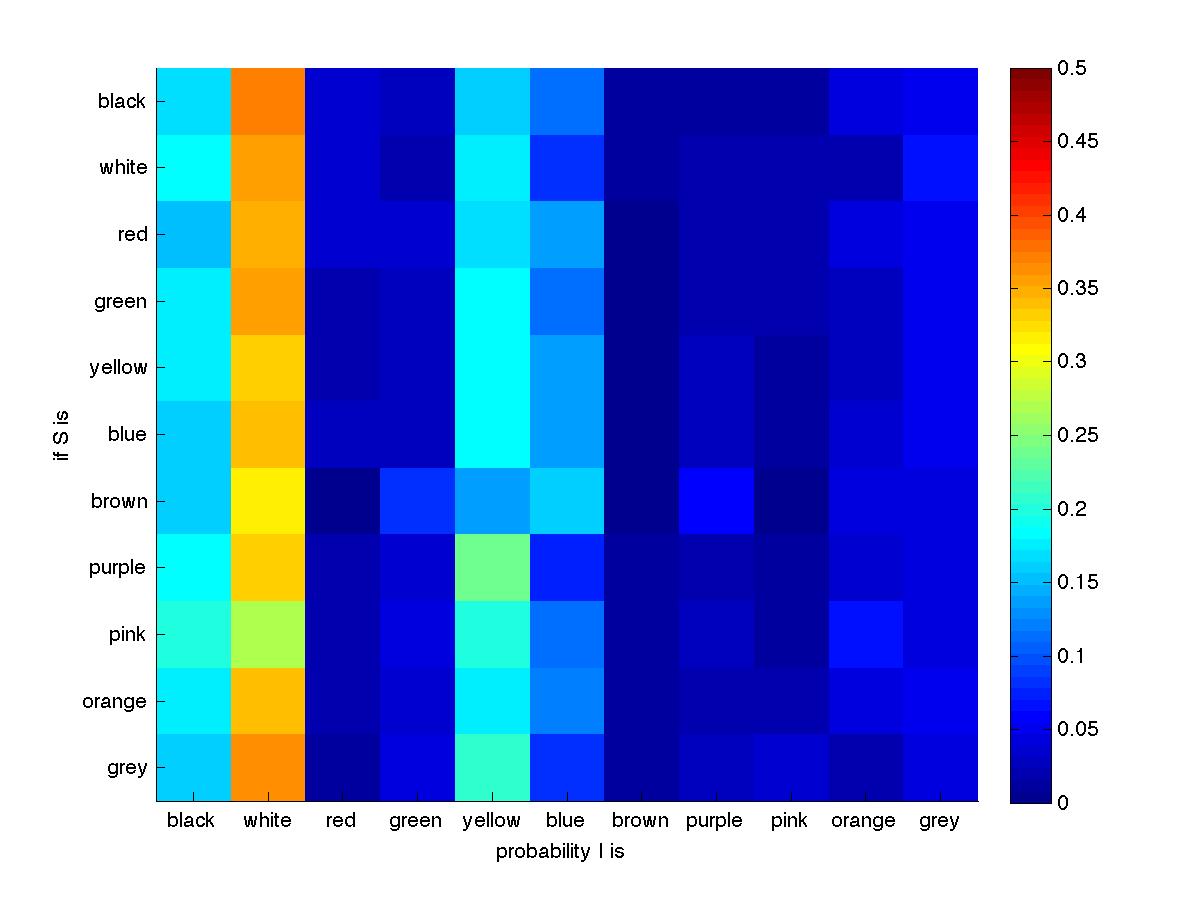 black
white
red
green
yellow
blue
brown
purple
pink
orange
grey
if S is
black white red green yellow blue brown purple pink orange grey
probability I is
0.5
0.45
0.4
0.35
0.3
0.25
0.2
0.15
0.1
0.05
0